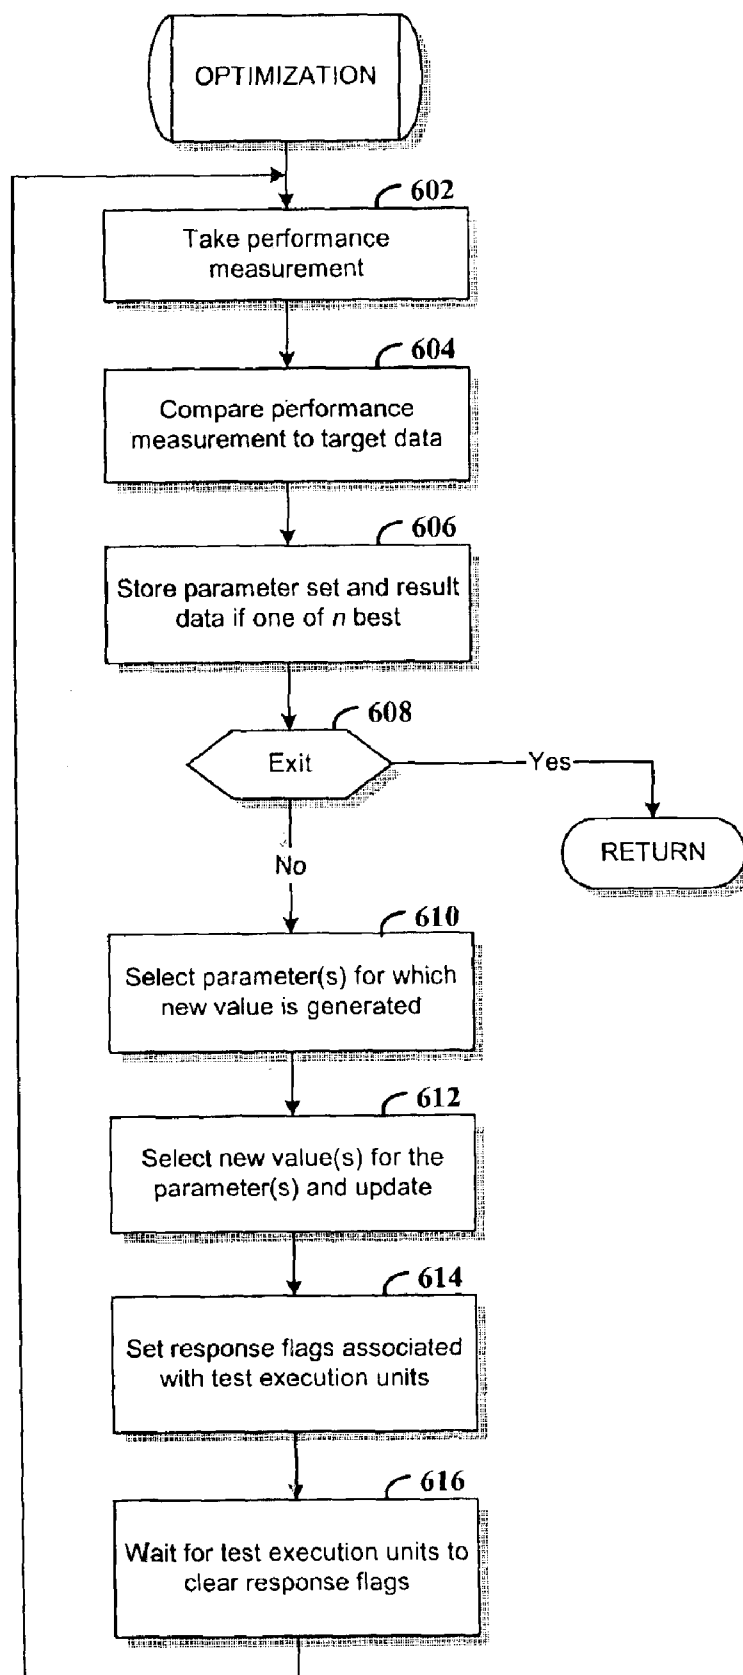 OPTIMIZATION
602
Take performance
measurement
604
Compare performance
measurement to target data
606
Store parameter set and result
data if one of n best
608
Exit
Yes
RETURN
No
610
Select parameter(s) for which
new value is generated
612
Select new value(s) for the
parameter(s) and update
614
Set response flags associated
with test execution units
616
Wait for test execution units to
clear response flags